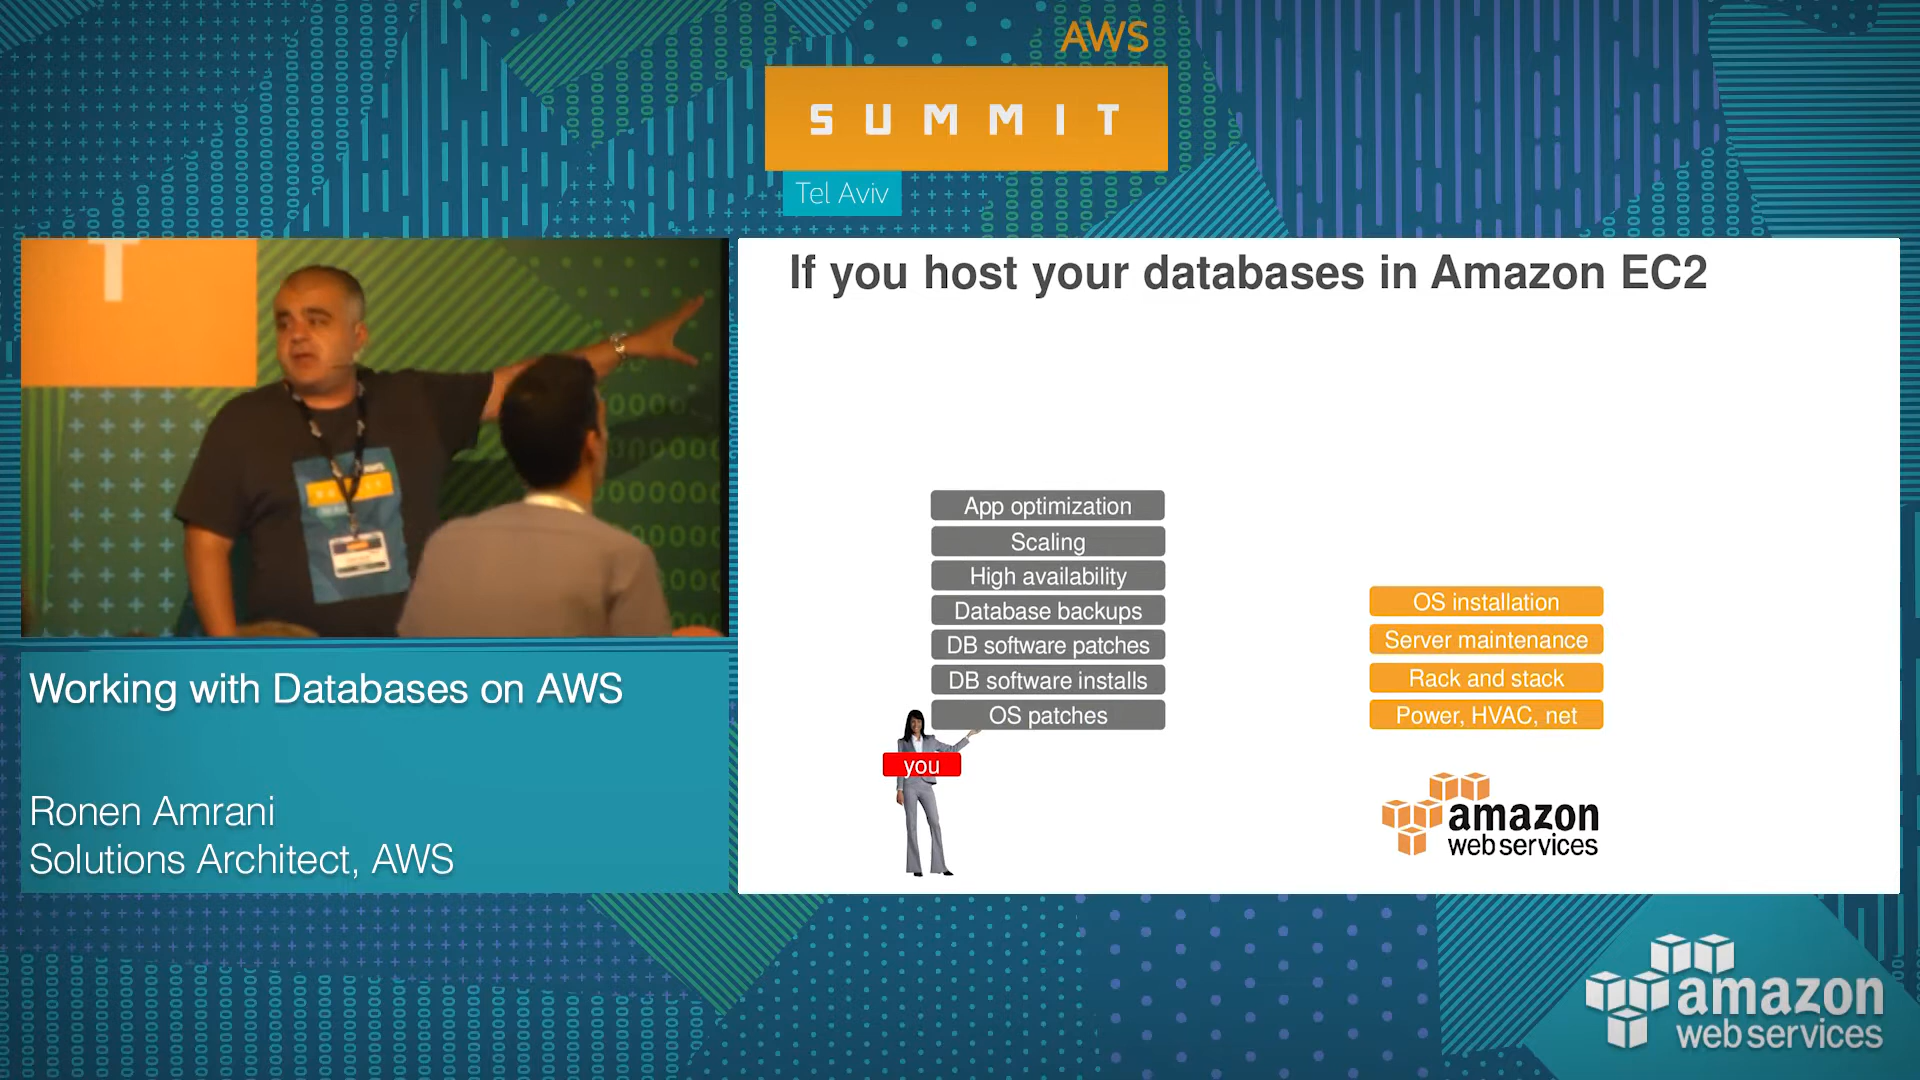 AWS
SUMMIT
Tel Aviv
T
If you host your databases in Amazon EC2
App optimization
Scaling
High availability
Database backups
DB software patches
DB software installs
OS patches
you
OS installation
Server maintenance
Rack and stack
Power, HVAC, net
amazon
web services
Working with Databases on AWS
Ronen Amrani
Solutions Architect, AWS
amazon
web services